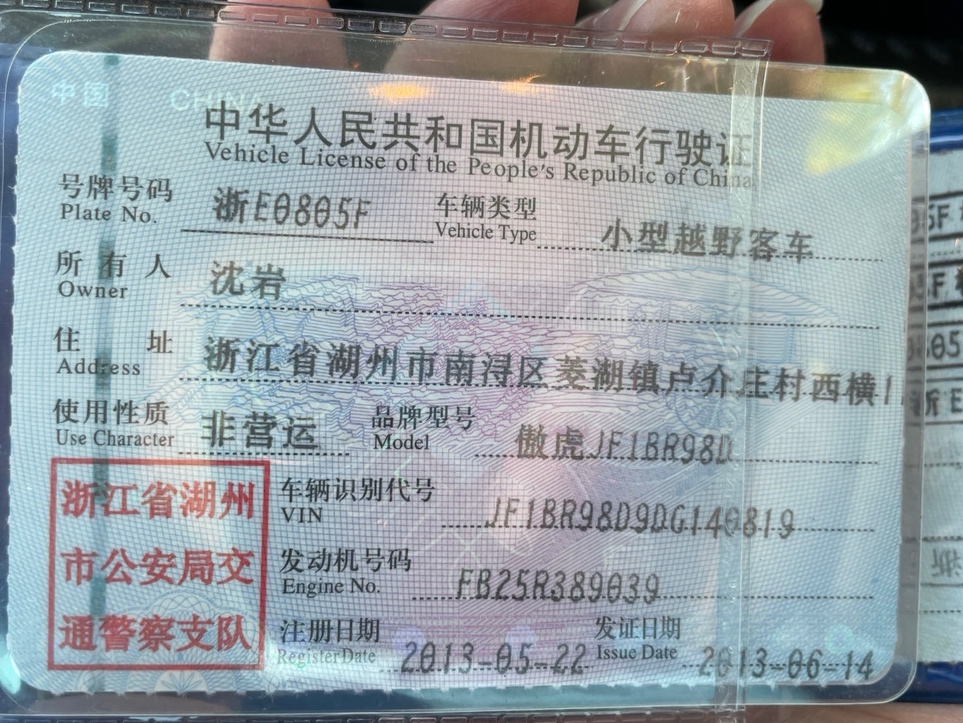 中国 CHINA
中华人民共和国机动车行驶证
Vehicle License of the People's Republic of China
号牌号码 浙E0805F 车辆类型 小型越野客车
Plate No. Vehicle Type
所有人 沈岩
Owner
住址 浙江省湖州市南浔区菱湖镇卢介庄村西横
Address
使用性质 非营运 品牌型号 傲虎JF1BR98D
Use Character Model
浙江省湖州
市公安局交
通警察支队
车辆识别代号 JF1BR98D9DG140819
VIN
发动机号码 FB25R389039
Engine No.
注册日期 2013-05-22 发证日期 2013-06-14
Register Date Issue Date